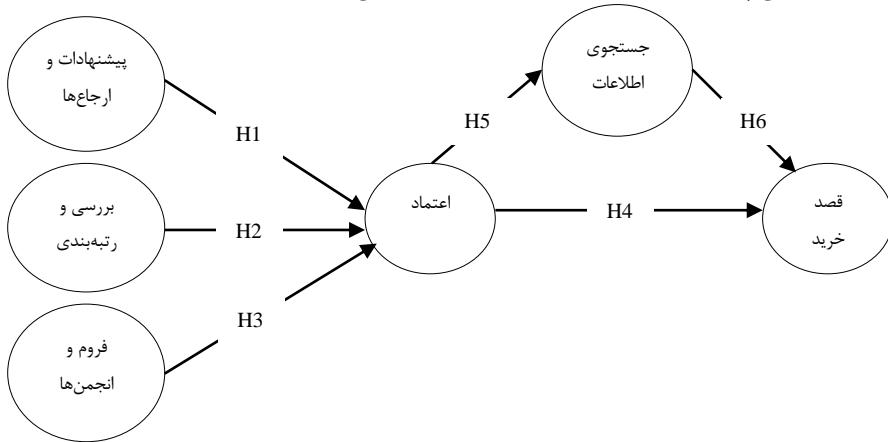 پیشنهادات و
ارجاع‌ها
H1
بررسی و
رتبه‌بندی
H2
فروم و
انجمن‌ها
H3
اعتماد
H5
جستجوی
اطلاعات
H6
H4
قصد
خرید